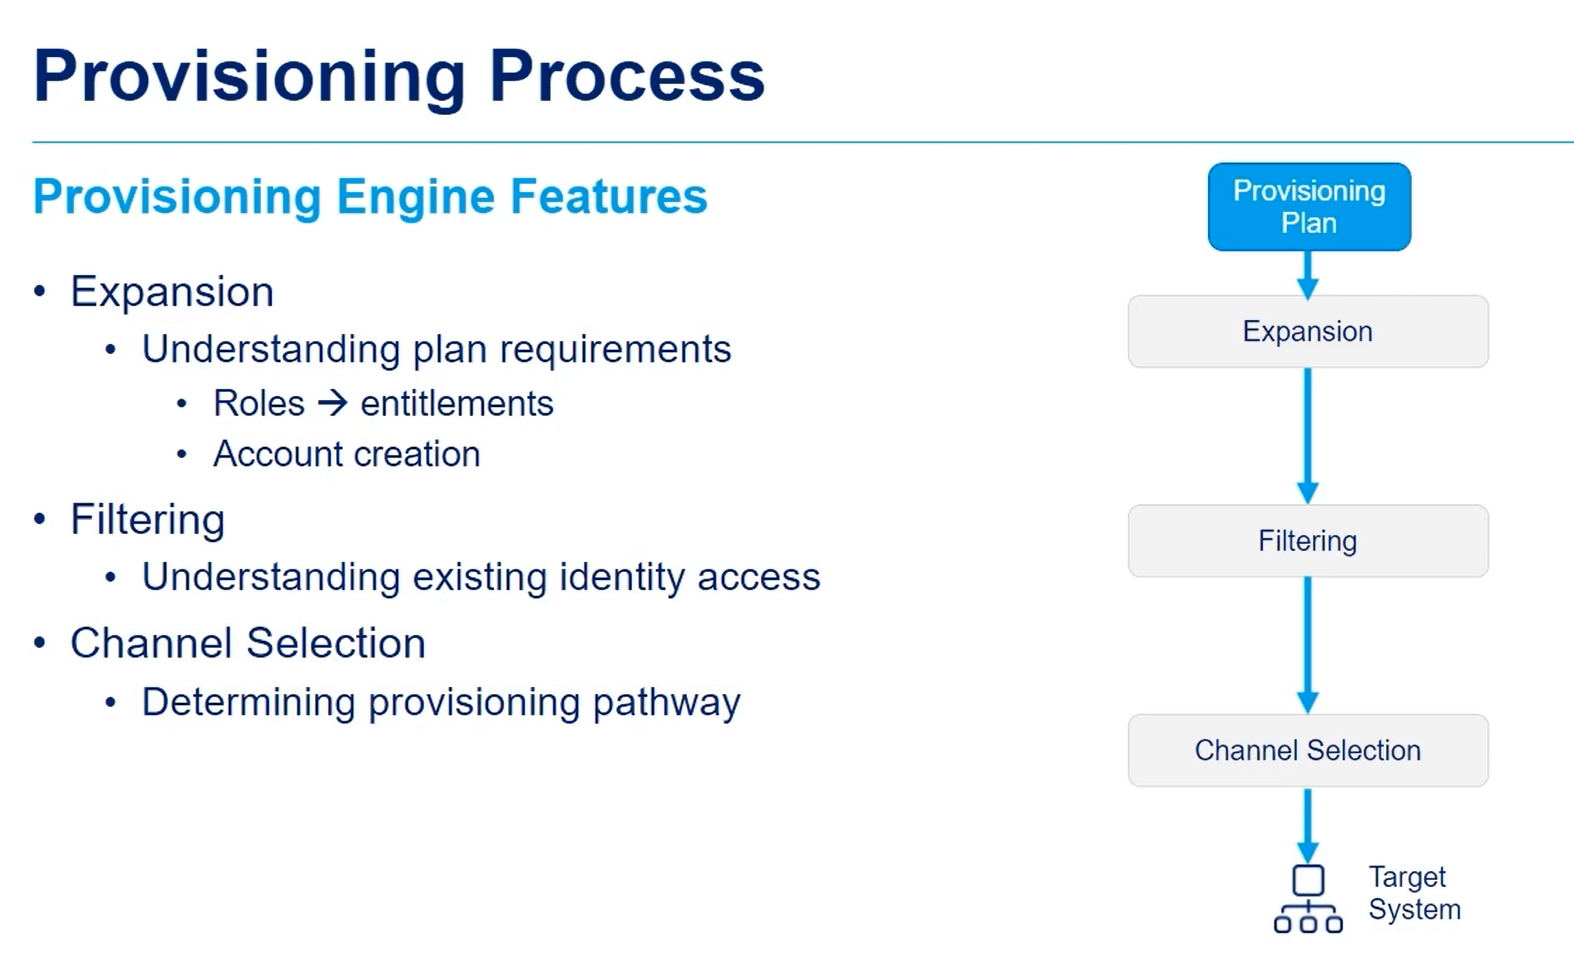 Provisioning Process
Provisioning Engine Features
• Expansion
• Understanding plan requirements
• Roles → entitlements
• Account creation
• Filtering
• Understanding existing identity access
• Channel Selection
• Determining provisioning pathway
Provisioning
Plan
Expansion
Filtering
Channel Selection
Target
System